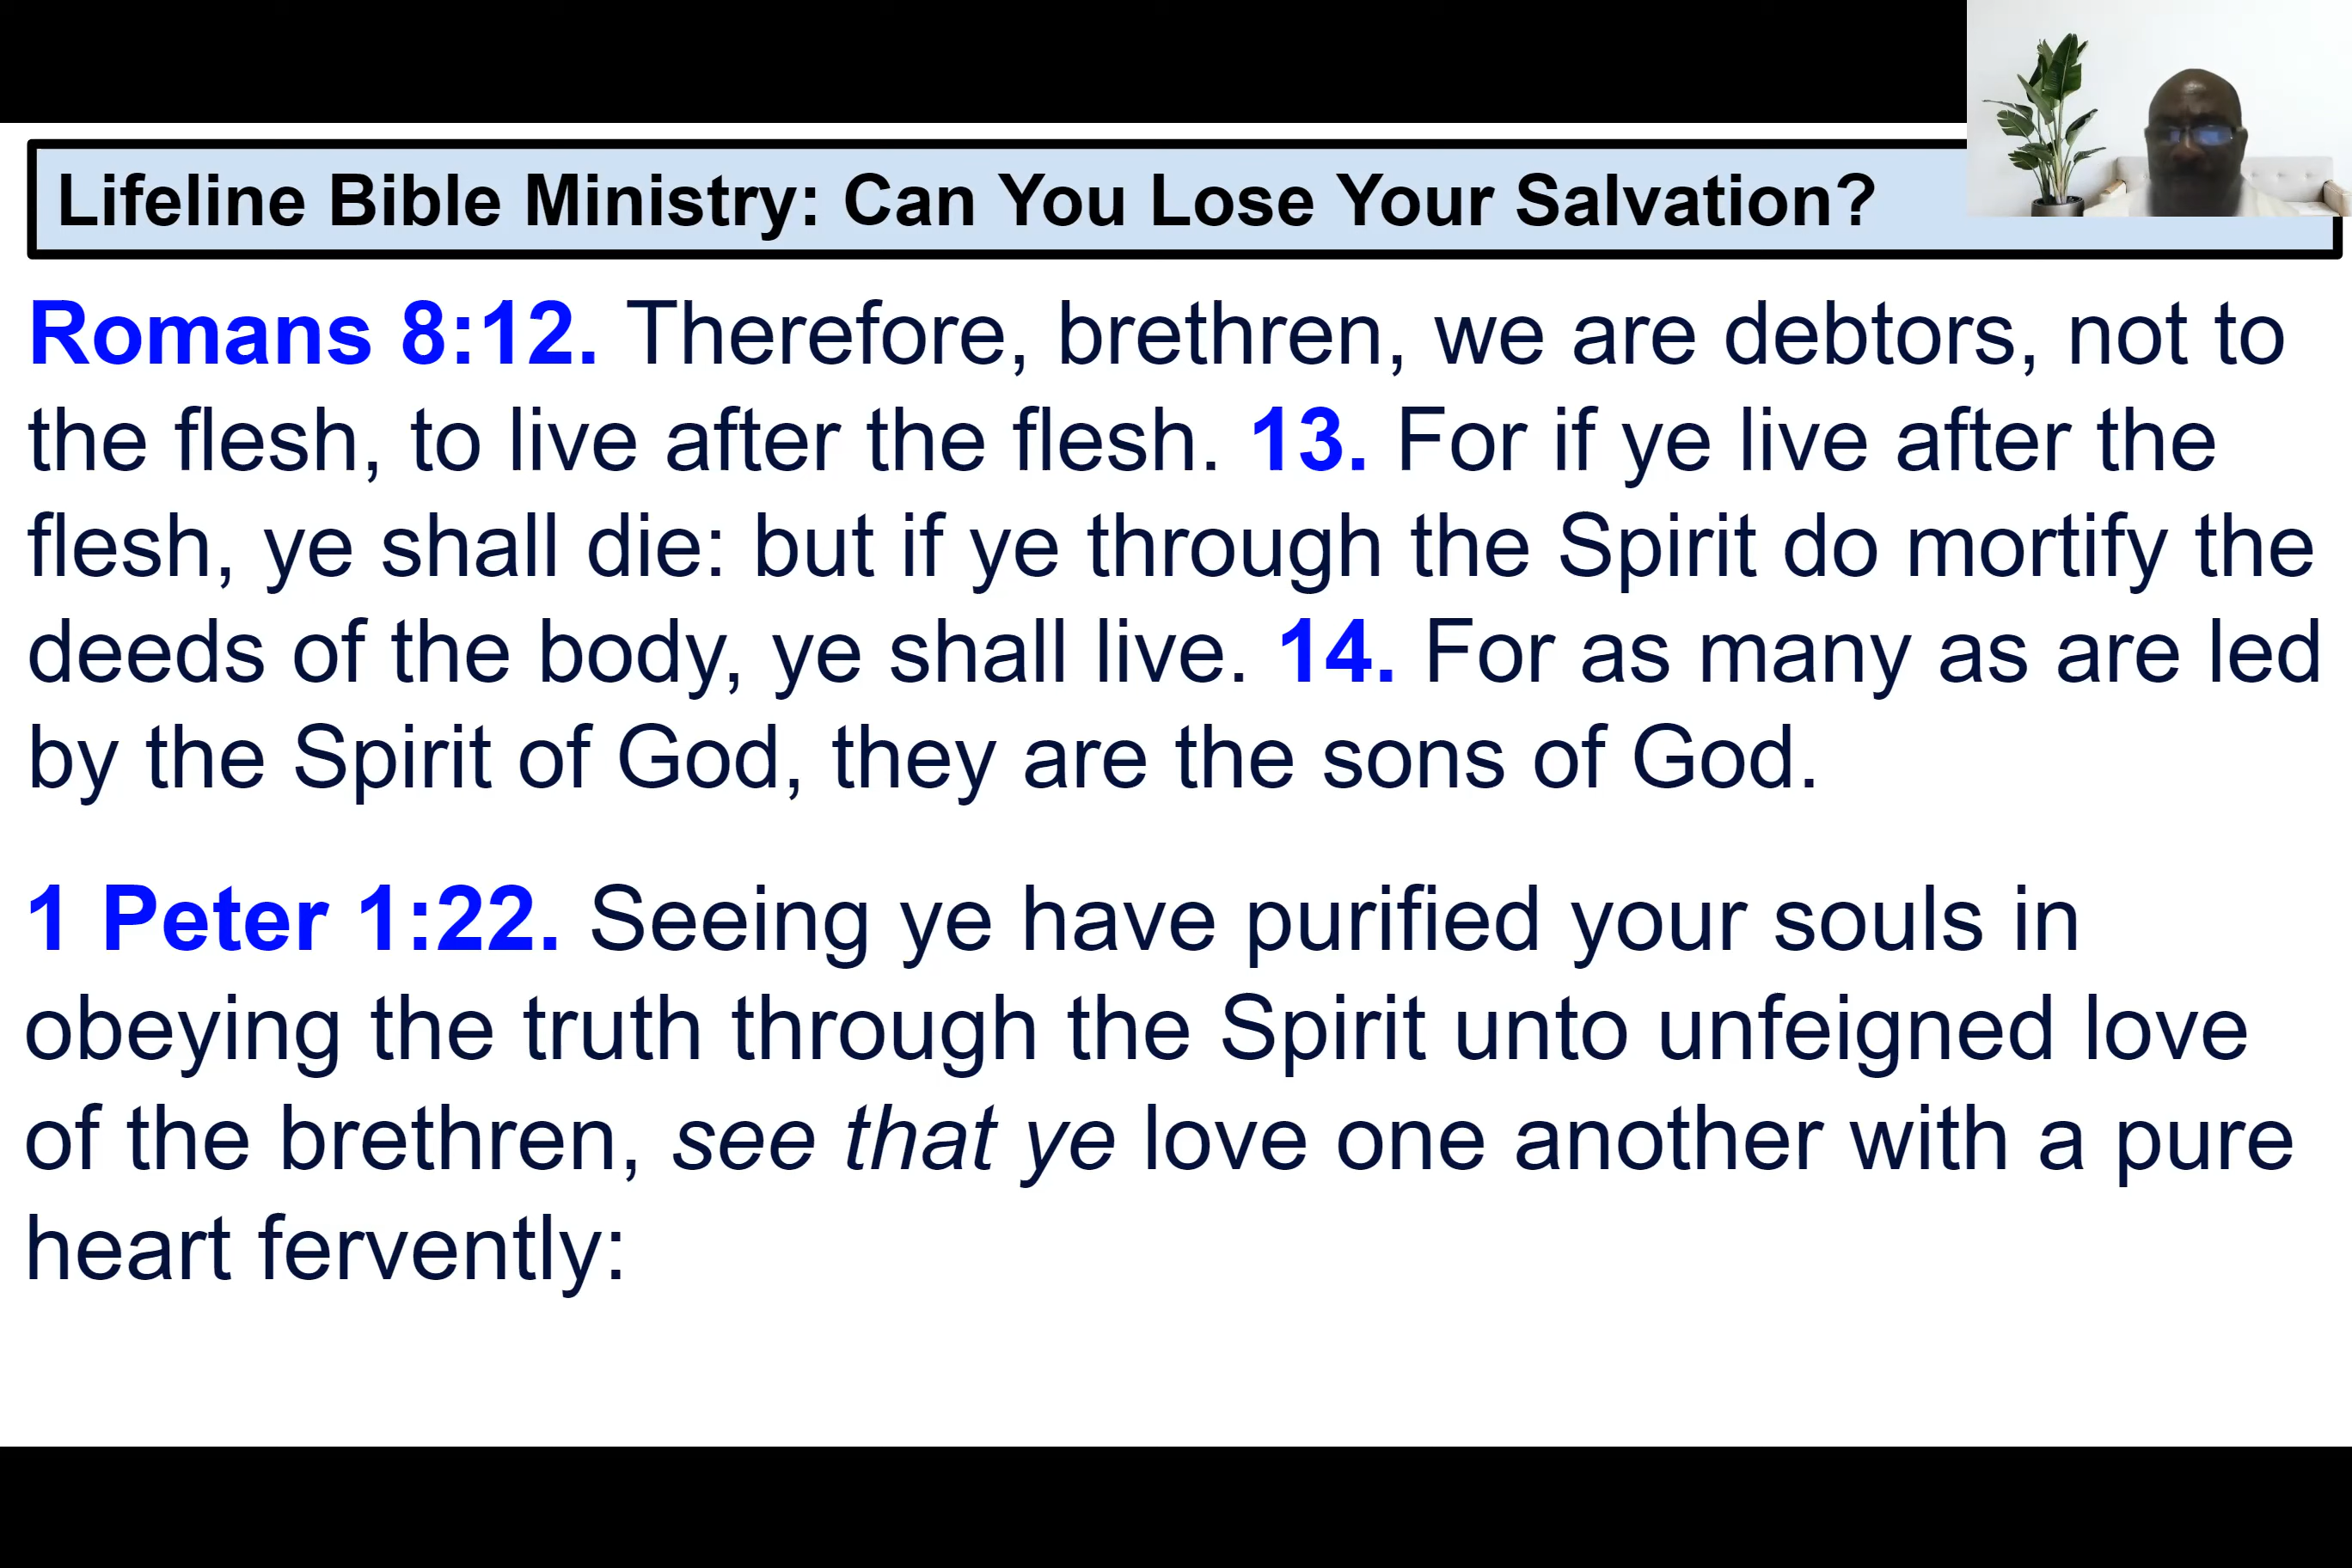 Lifeline Bible Ministry: Can You Lose Your Salvation?
Romans 8:12. Therefore, brethren, we are debtors, not to
the flesh, to live after the flesh. 13. For if ye live after the
flesh, ye shall die: but if ye through the Spirit do mortify the
deeds of the body, ye shall live. 14. For as many as are led
by the Spirit of God, they are the sons of God.
1 Peter 1:22. Seeing ye have purified your souls in
obeying the truth through the Spirit unto unfeigned love
of the brethren, see that ye love one another with a pure
heart fervently: